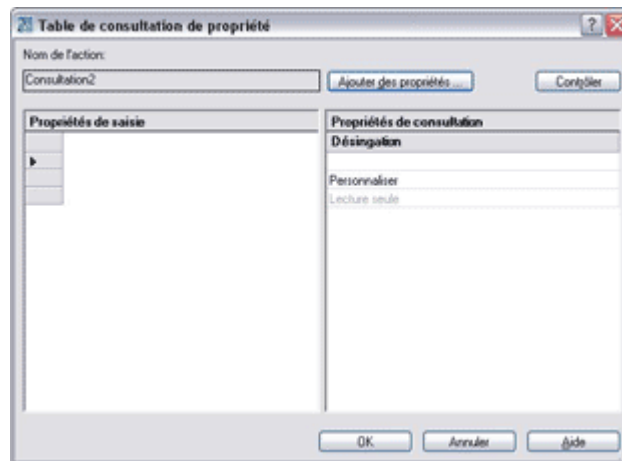 Table de consultation de propriété
Nom de l'action:
Consultation2
Ajouter des propriétés ...
Contrôler
Propriétés de saisie
Propriétés de consultation
Désingation
Personnaliser
Lecture seule
OK
Annuler
Aide